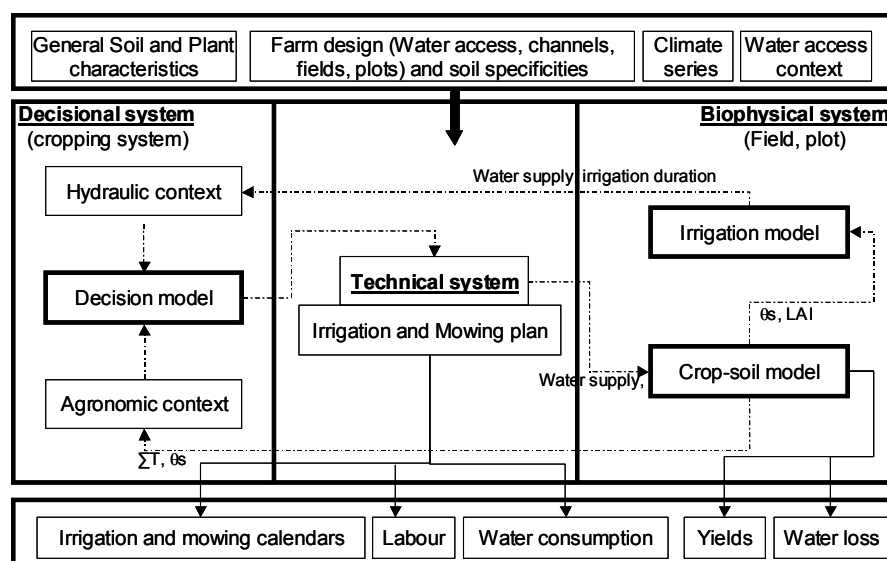 General Soil and Plant
characteristics
Farm design (Water access, channels,
fields, plots) and soil specificities
Climate
series
Water access
context
Decisional system
(cropping system)
Biophysical system
(Field, plot)
Hydraulic context
Water supply, irrigation duration
Irrigation model
Decision model
Technical system
Irrigation and Mowing plan
θs, LAI
Water supply,
Crop-soil model
Agronomic context
∑T, θs
Irrigation and mowing calendars
Labour
Water consumption
Yields
Water loss